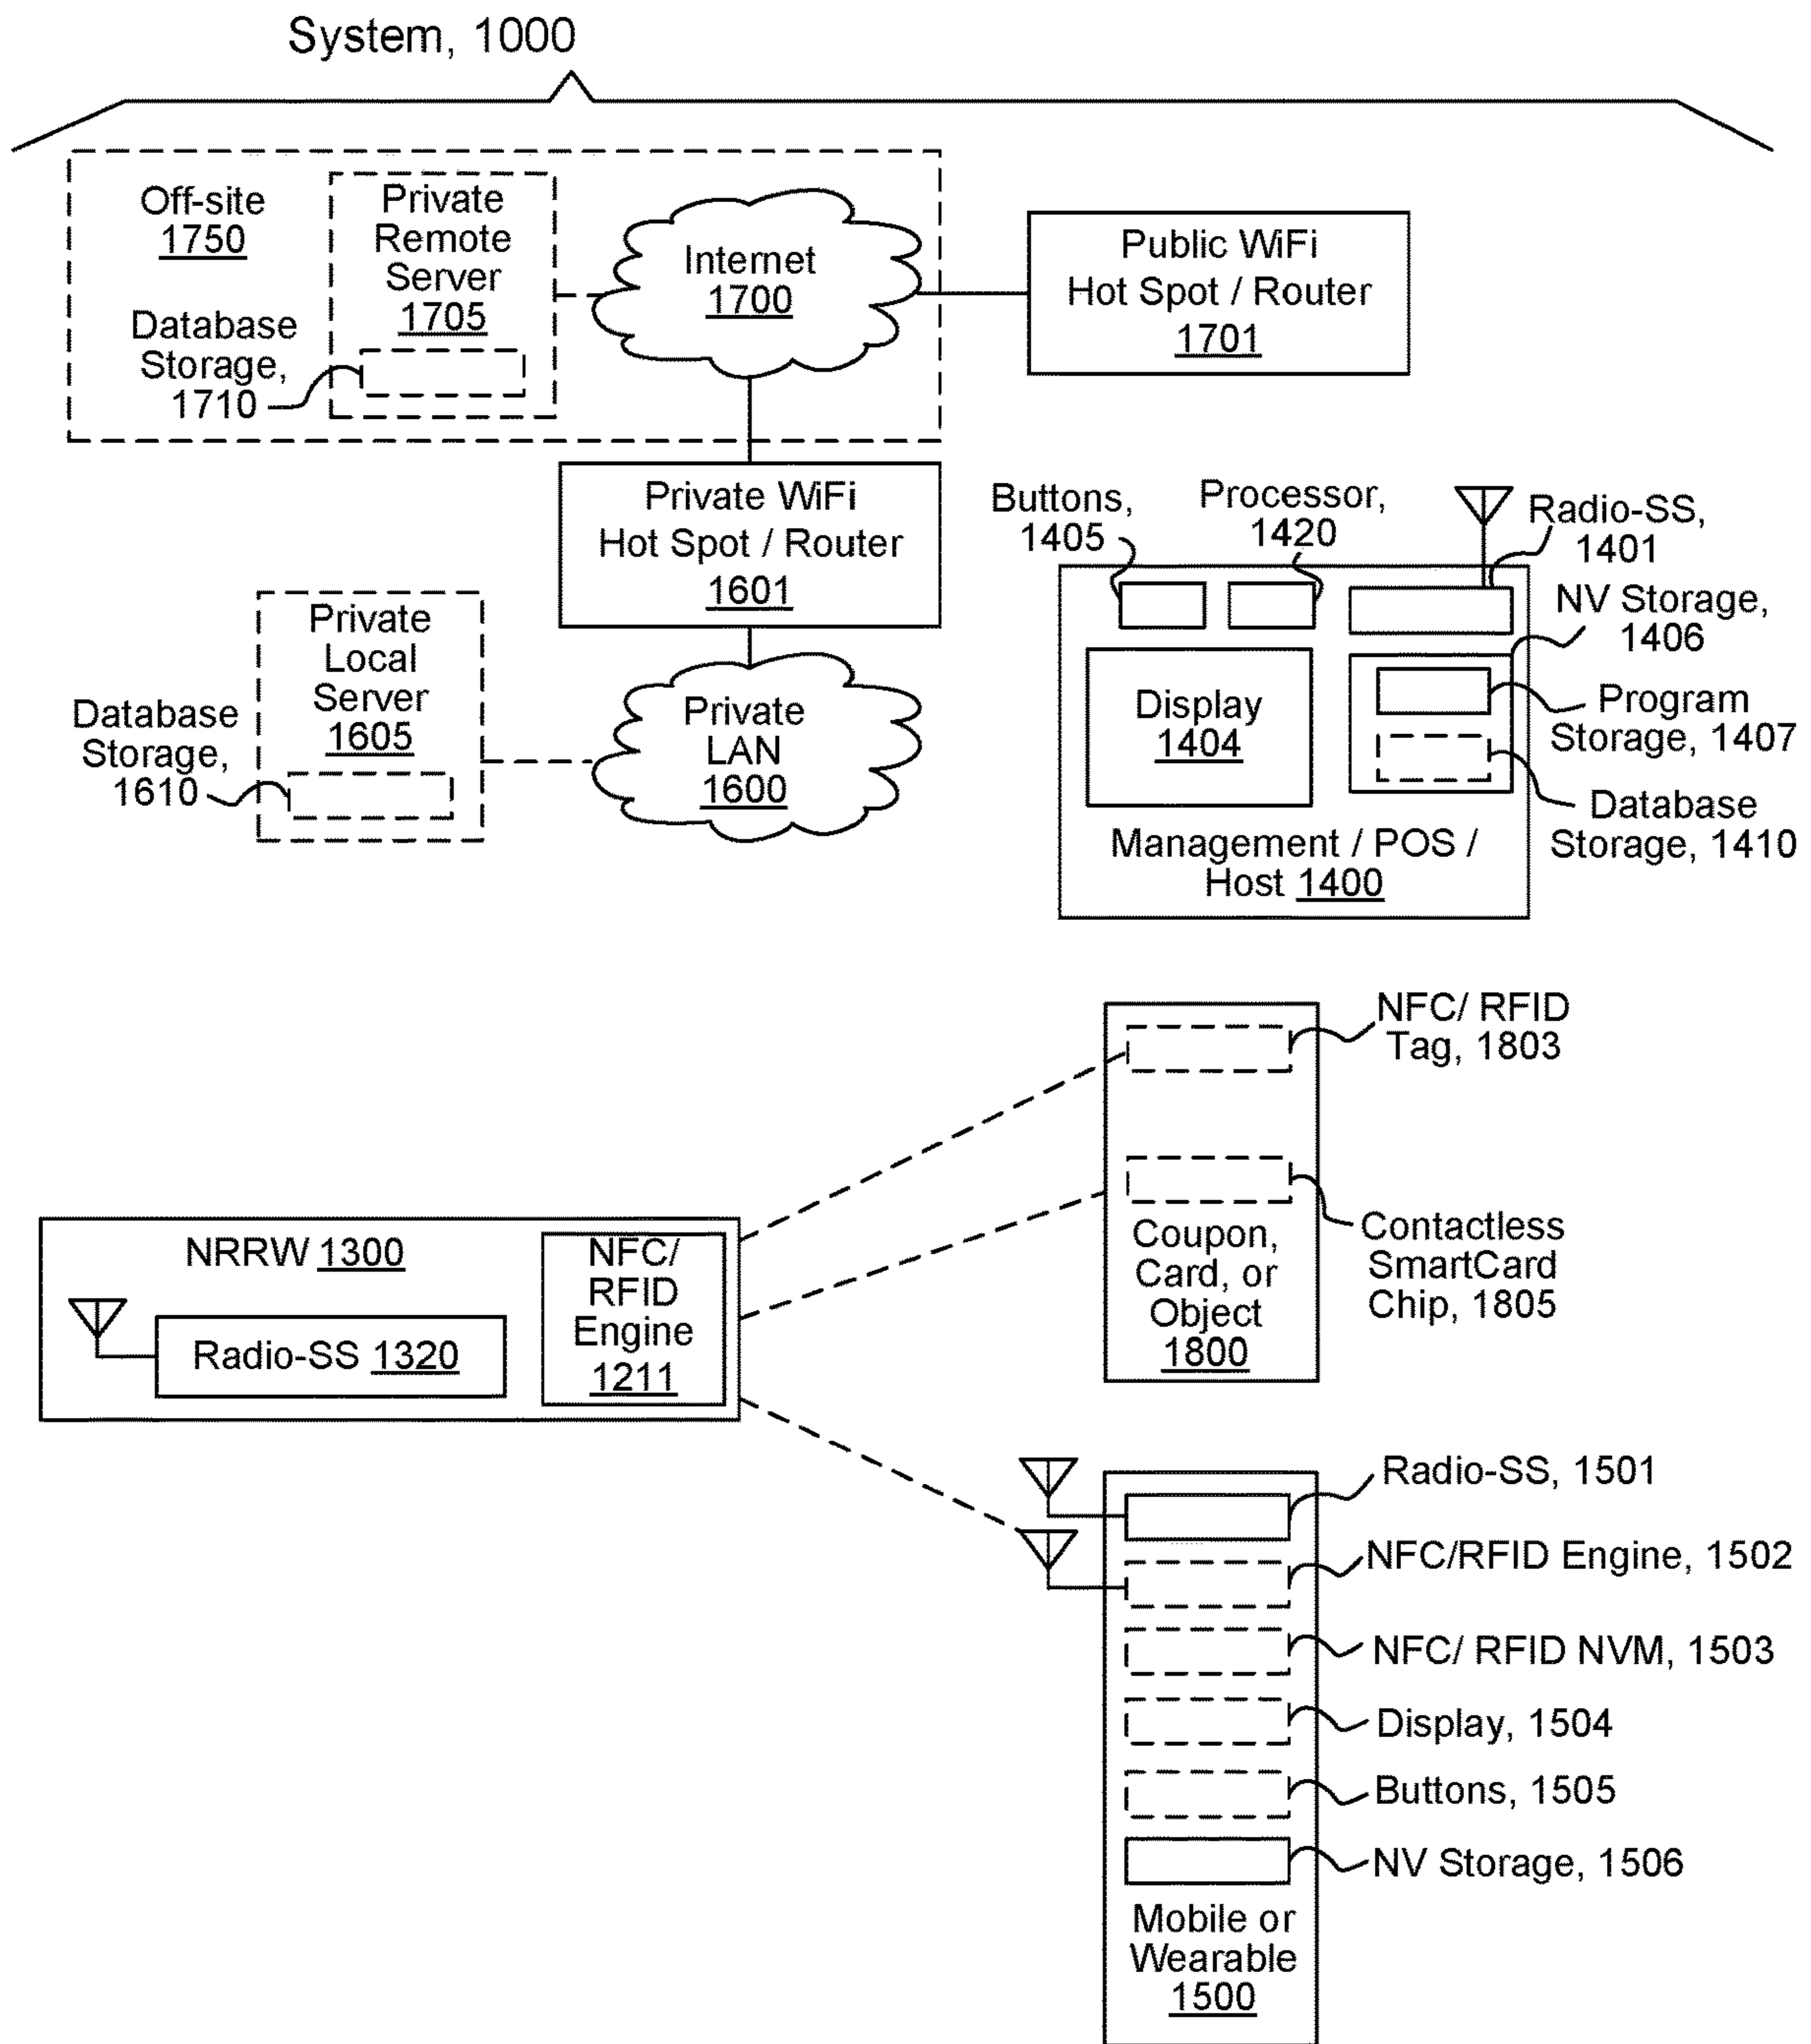 System, 1000
Off-site
1750
Private
Remote
Server
1705
Database
Storage,
1710
Internet
1700
Public WiFi
Hot Spot / Router
1701
Private WiFi
Hot Spot / Router
1601
Private
Local
Server
1605
Database
Storage,
1610
Private
LAN
1600
Buttons,
1405
Processor,
1420
Radio-SS,
1401
NV Storage,
1406
Display
1404
Program
Storage, 1407
Database
Storage, 1410
Management / POS /
Host 1400
NFC/ RFID
Tag, 1803
Contactless
SmartCard
Chip, 1805
Coupon,
Card, or
Object
1800
NRRW 1300
Radio-SS 1320
NFC/
RFID
Engine
1211
Radio-SS, 1501
NFC/RFID Engine, 1502
NFC/ RFID NVM, 1503
Display, 1504
Buttons, 1505
NV Storage, 1506
Mobile or
Wearable
1500